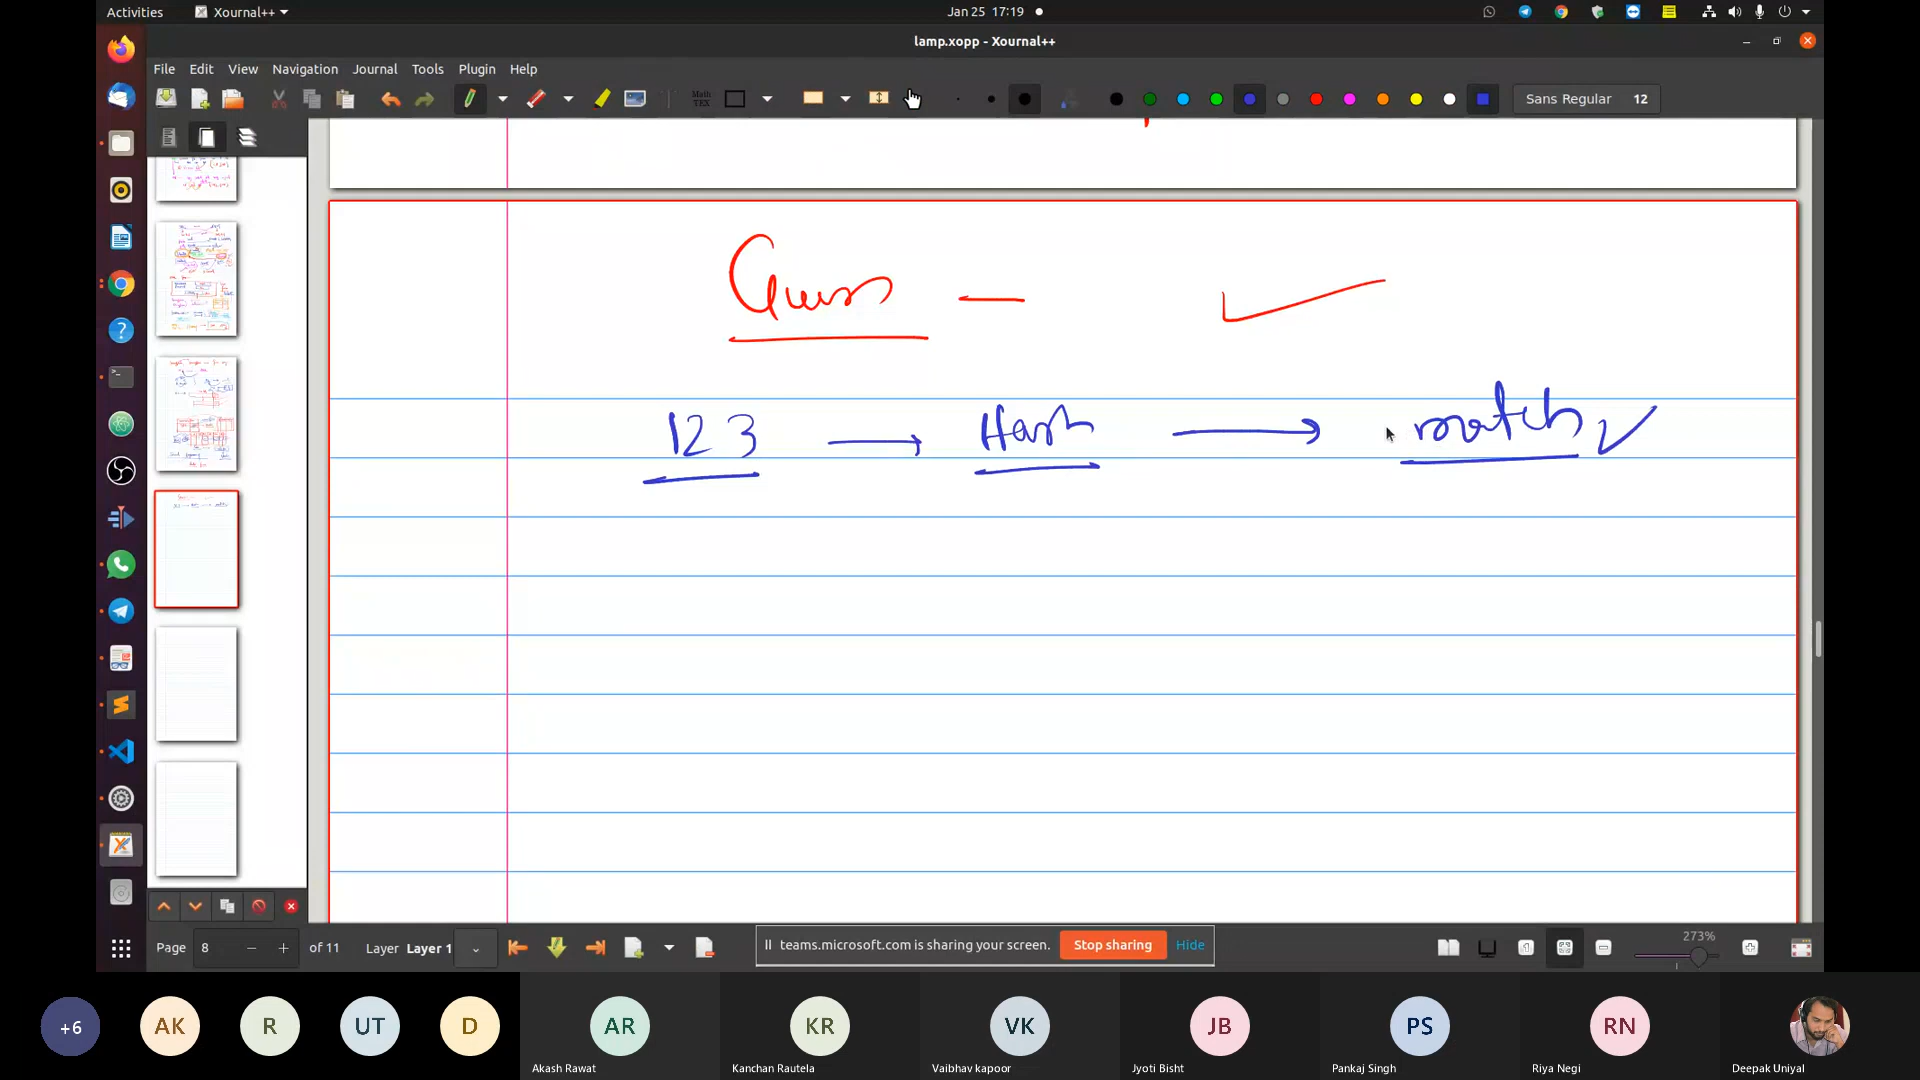 Activities Xournal++ Jan 25 17:19
lamp.xopp - Xournal++
File Edit View Navigation Journal Tools Plugin Help
Math TEX Sans Regular 12
Guess —
123 → Hash → match
Page 8 of 11 Layer Layer 1 teams.microsoft.com is sharing your screen. Stop sharing Hide 273%
+6 AK R UT D AR KR VK JB PS RN
Akash Rawat Kanchan Rautela Vaibhav kapoor Jyoti Bisht Pankaj Singh Riya Negi Deepak Uniyal